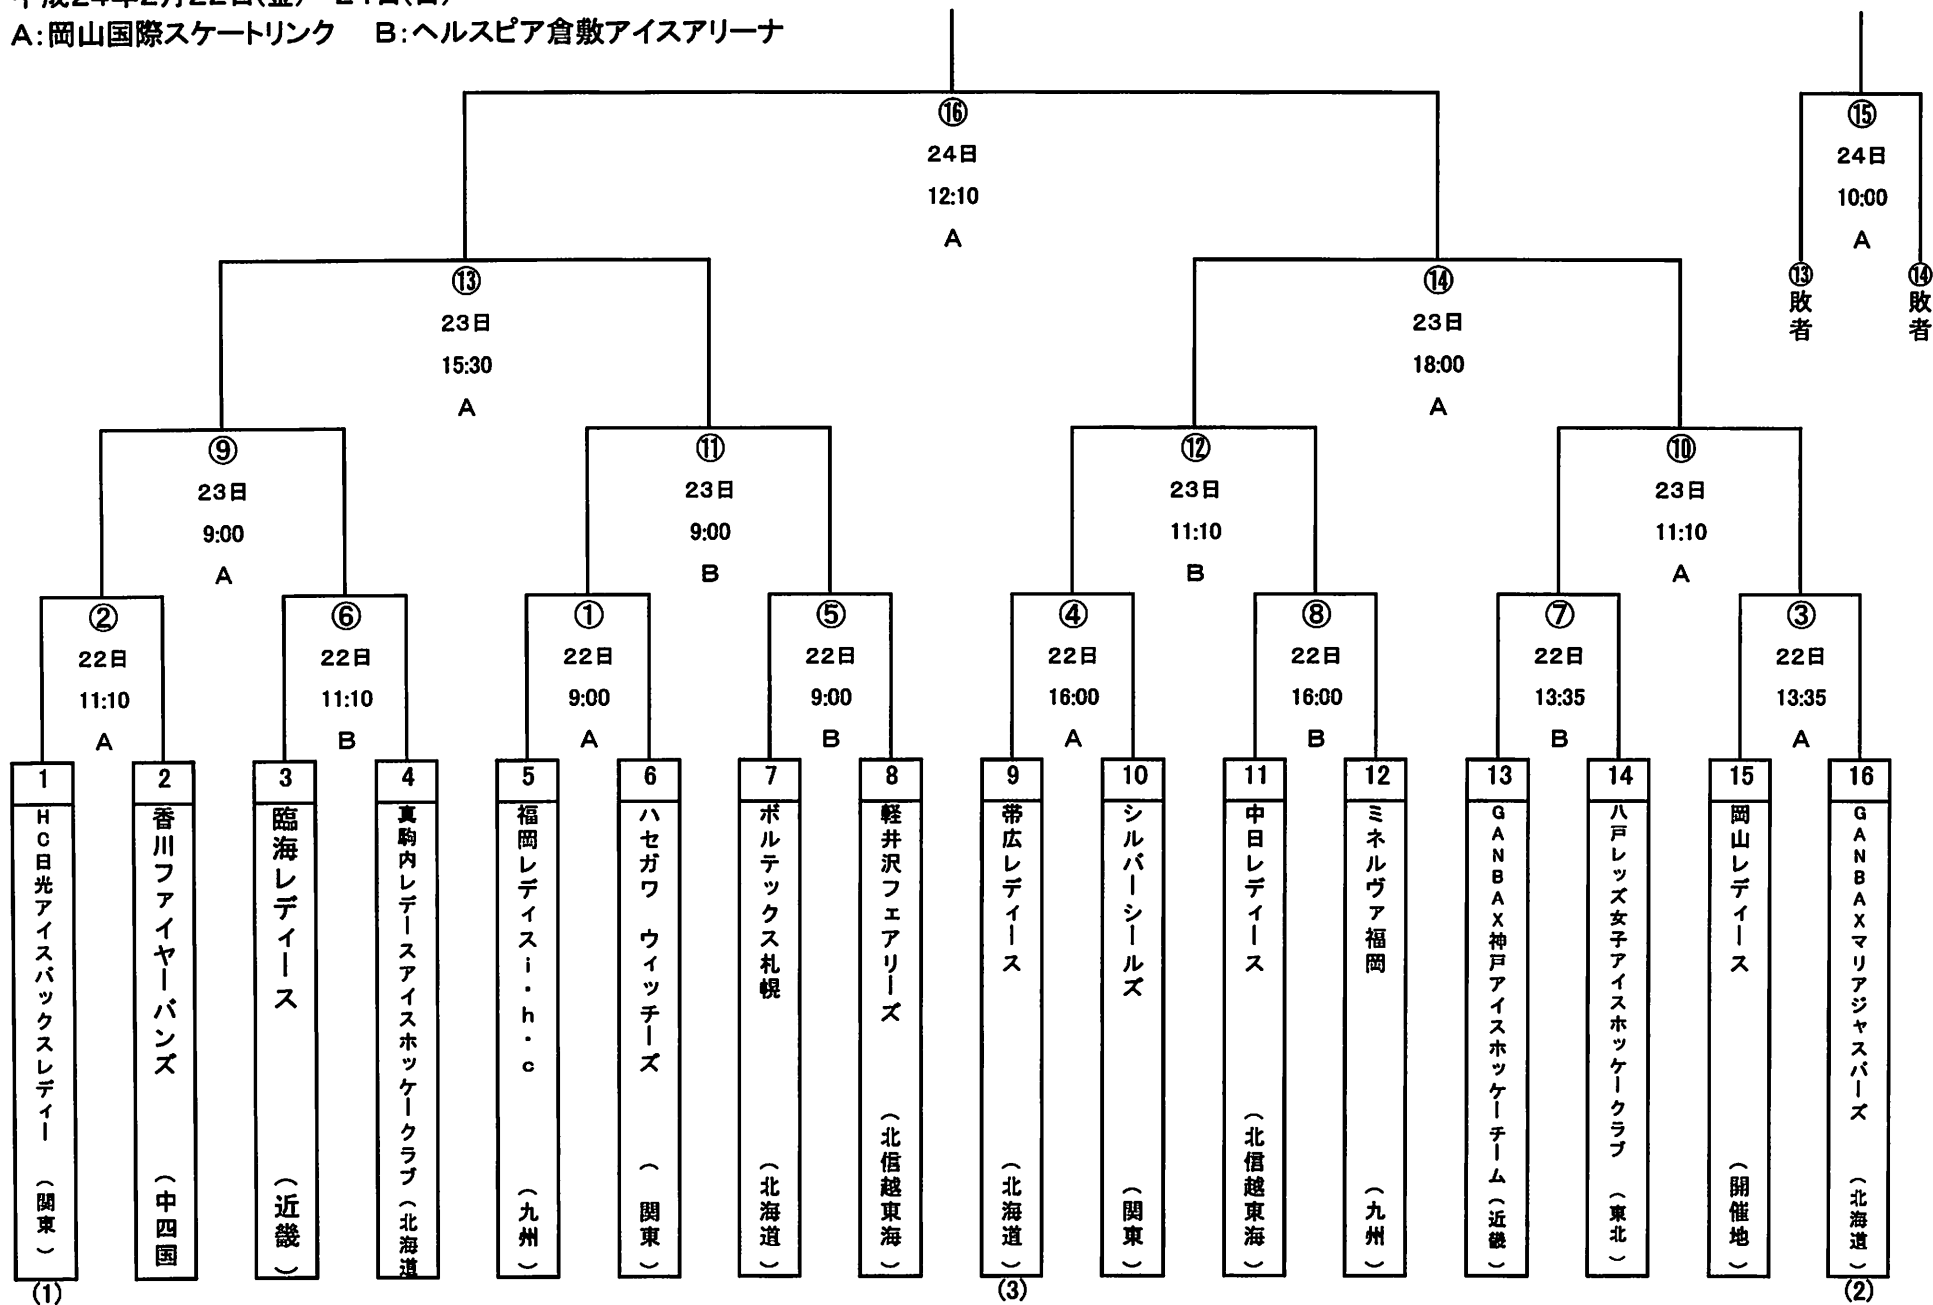 A:岡山国際スケートリンク　B:ヘルスピア倉敷アイスアリーナ
⑯
24日
12:10
A
⑮
24日
10:00
A
⑬敗者
⑭敗者
⑬
23日
15:30
A
⑭
23日
18:00
A
⑨
23日
9:00
A
⑪
23日
9:00
B
⑫
23日
11:10
B
⑩
23日
11:10
A
②
22日
11:10
A
⑥
22日
11:10
B
①
22日
9:00
A
⑤
22日
9:00
B
④
22日
16:00
A
⑧
22日
16:00
B
⑦
22日
13:35
B
③
22日
13:35
A
1
HC日光アイスバックスレディー（関東）
(1)
2
香川ファイヤーバンズ（中四国
3
臨海レディース（近畿）
4
真駒内レデースアイスホッケークラブ（北海道
5
福岡レディスi・h・c（九州）
6
ハセガワ　ウィッチーズ（関東）
7
ボルテックス札幌（北海道）
8
軽井沢フェアリーズ（北信越東海）
9
帯広レディース（北海道）
(3)
10
シルバーシールズ（関東）
11
中日レディース（北信越東海）
12
ミネルヴァ福岡（九州）
13
GANBAX神戸アイスホッケーチーム（近畿）
14
八戸レッズ女子アイスホッケークラブ（東北）
15
岡山レディース（開催地）
16
GANBAXマリアジャスパーズ（北海道）
(2)